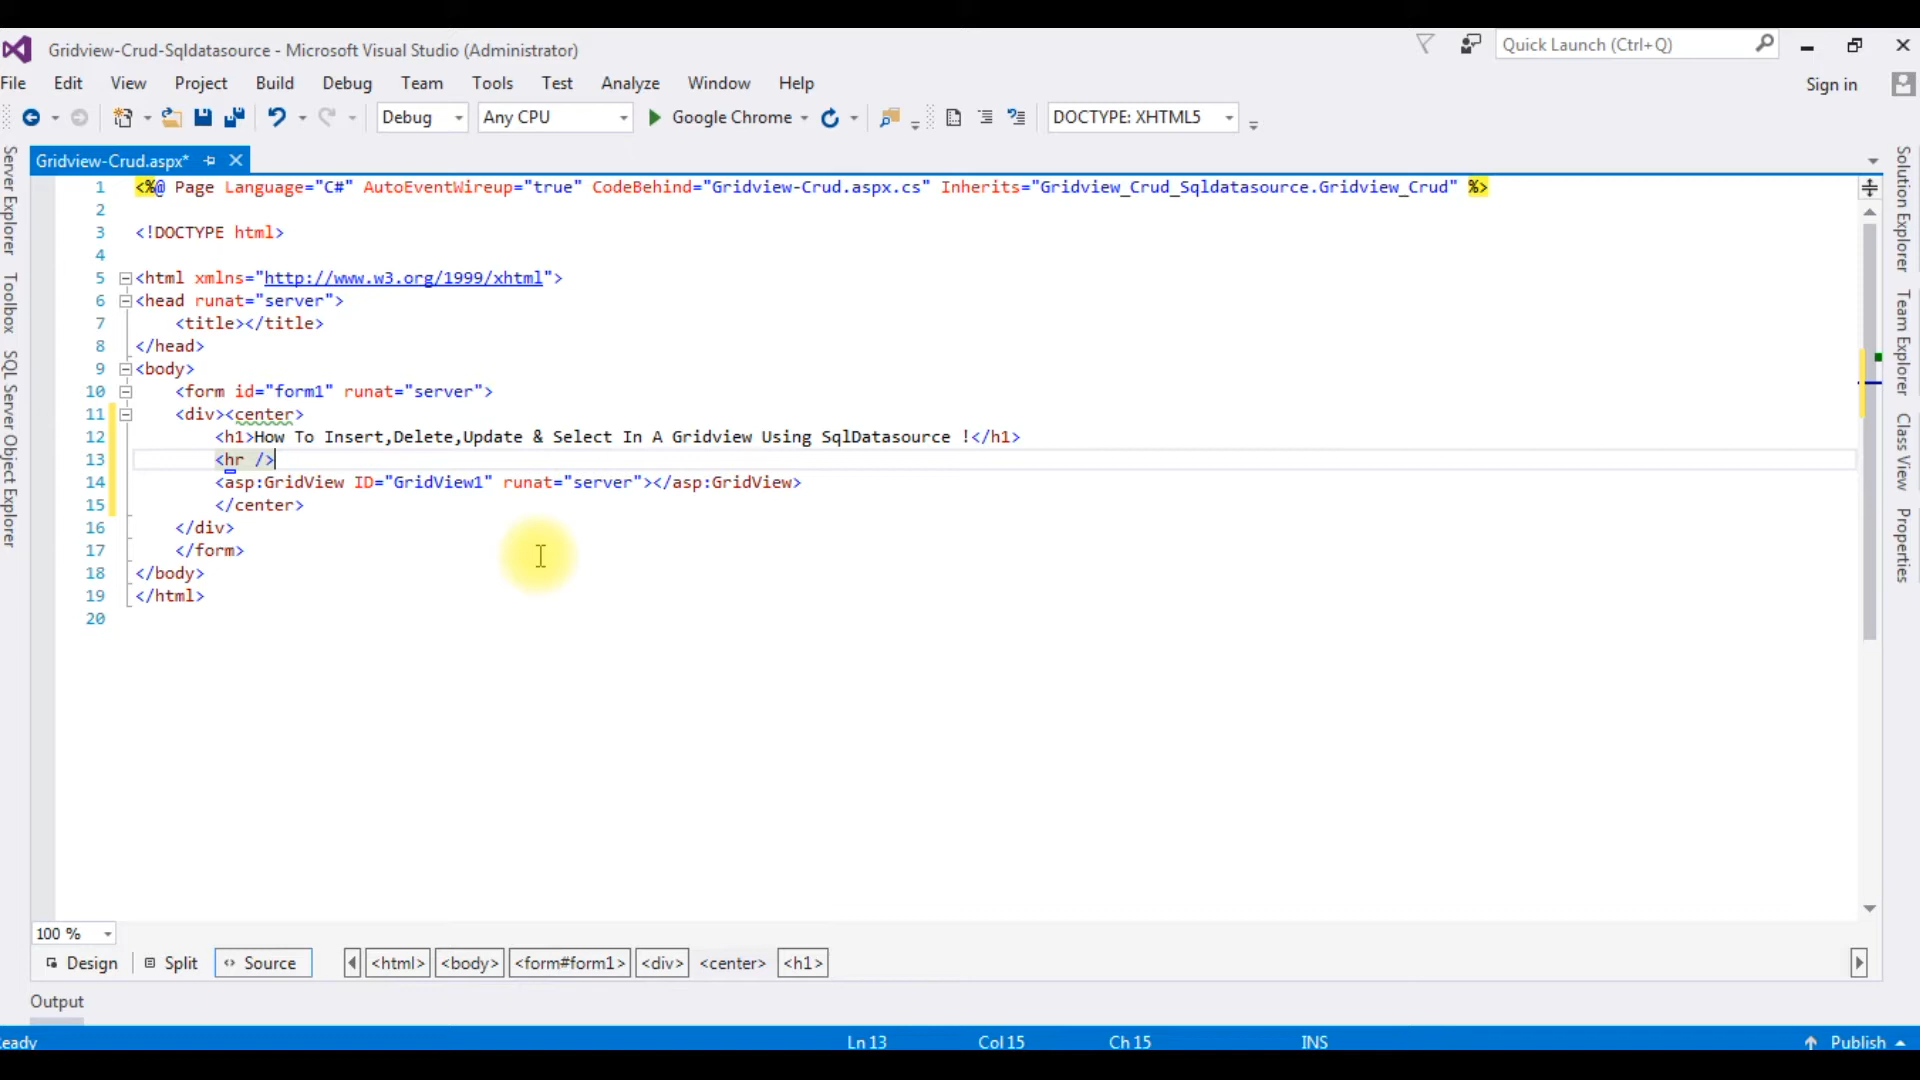 Gridview-Crud-Sqldatasource - Microsoft Visual Studio (Administrator)
Quick Launch (Ctrl+Q)
File Edit View Project Build Debug Team Tools Test Analyze Window Help
Sign in
Debug Any CPU Google Chrome DOCTYPE: XHTML5
Gridview-Crud.aspx*
Server Explorer
Toolbox
SQL Server Object Explorer
1 <%@ Page Language="C#" AutoEventWireup="true" CodeBehind="Gridview-Crud.aspx.cs" Inherits="Gridview_Crud_Sqldatasource.Gridview_Crud" %>
2
3 <!DOCTYPE html>
4
5 <html xmlns="http://www.w3.org/1999/xhtml">
6 <head runat="server">
7 <title></title>
8 </head>
9 <body>
10 <form id="form1" runat="server">
11 <div><center>
12 <h1>How To Insert,Delete,Update & Select In A Gridview Using SqlDatasource !</h1>
13 <hr />
14 <asp:GridView ID="GridView1" runat="server"></asp:GridView>
15 </center>
16 </div>
17 </form>
18 </body>
19 </html>
20
Solution Explorer
Team Explorer
Class View
Properties
100 %
Design Split Source <html> <body> <form#form1> <div> <center> <h1>
Output
eady Ln 13 Col 15 Ch 15 INS Publish